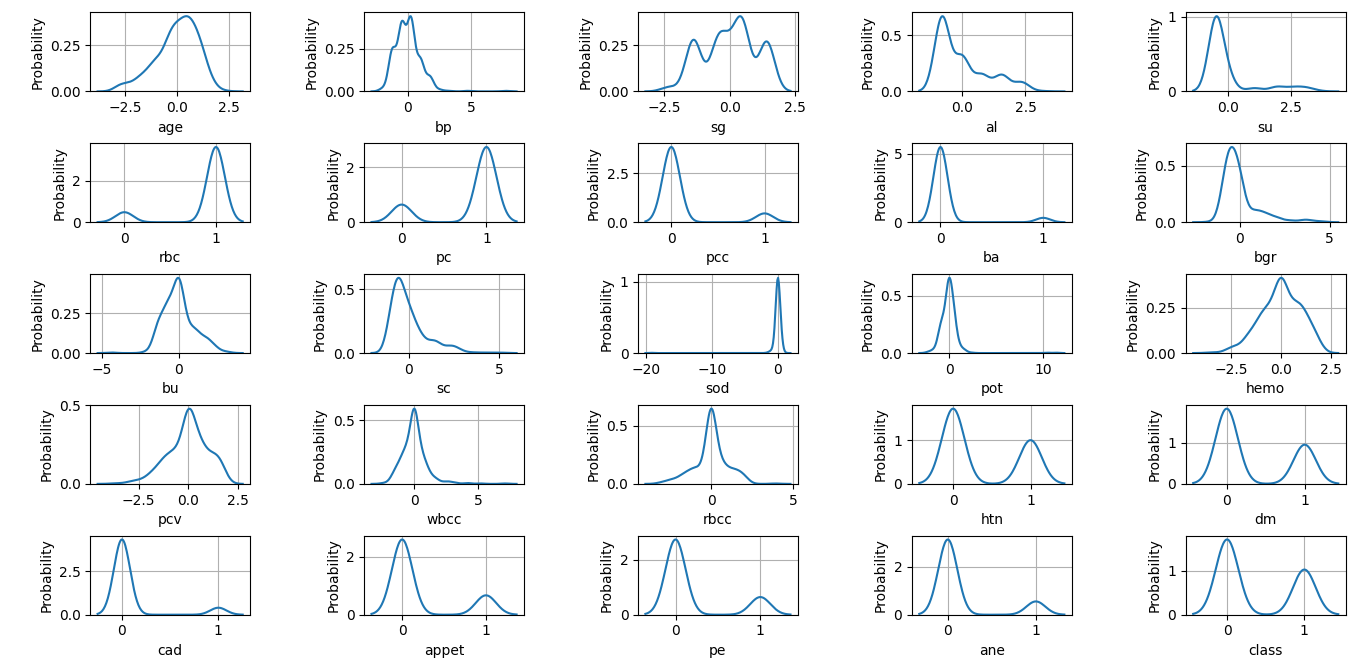 Probability Probability Probability Probability Probability
0.25 0.25 0.25 0.5 1
0.00 0.00 0.00 0.0 0
−2.5 0.0 2.5 0 5 −2.5 0.0 2.5 0.0 2.5 0.0 2.5
age bp sg al su
Probability Probability Probability Probability Probability
2 2 2.5 5 0.5
0 0 0.0 0 0.0
0 1 0 1 0 1 0 1 0 5
rbc pc pcc ba bgr
Probability Probability Probability Probability Probability
0.25 0.5 1 0.5 0.25
0.00 0.0 0 0.0 0.00
−5 0 0 5 −20 −10 0 0 10 −2.5 0.0 2.5
bu sc sod pot hemo
Probability Probability Probability Probability Probability
0.5 0.5 0.5 1 1
0.0 0.0 0.0 0 0
−2.5 0.0 2.5 0 5 0 5 0 1 0 1
pcv wbcc rbcc htn dm
Probability Probability Probability Probability Probability
2.5 2 2 2 1
0.0 0 0 0 0
0 1 0 1 0 1 0 1 0 1
cad appet pe ane class